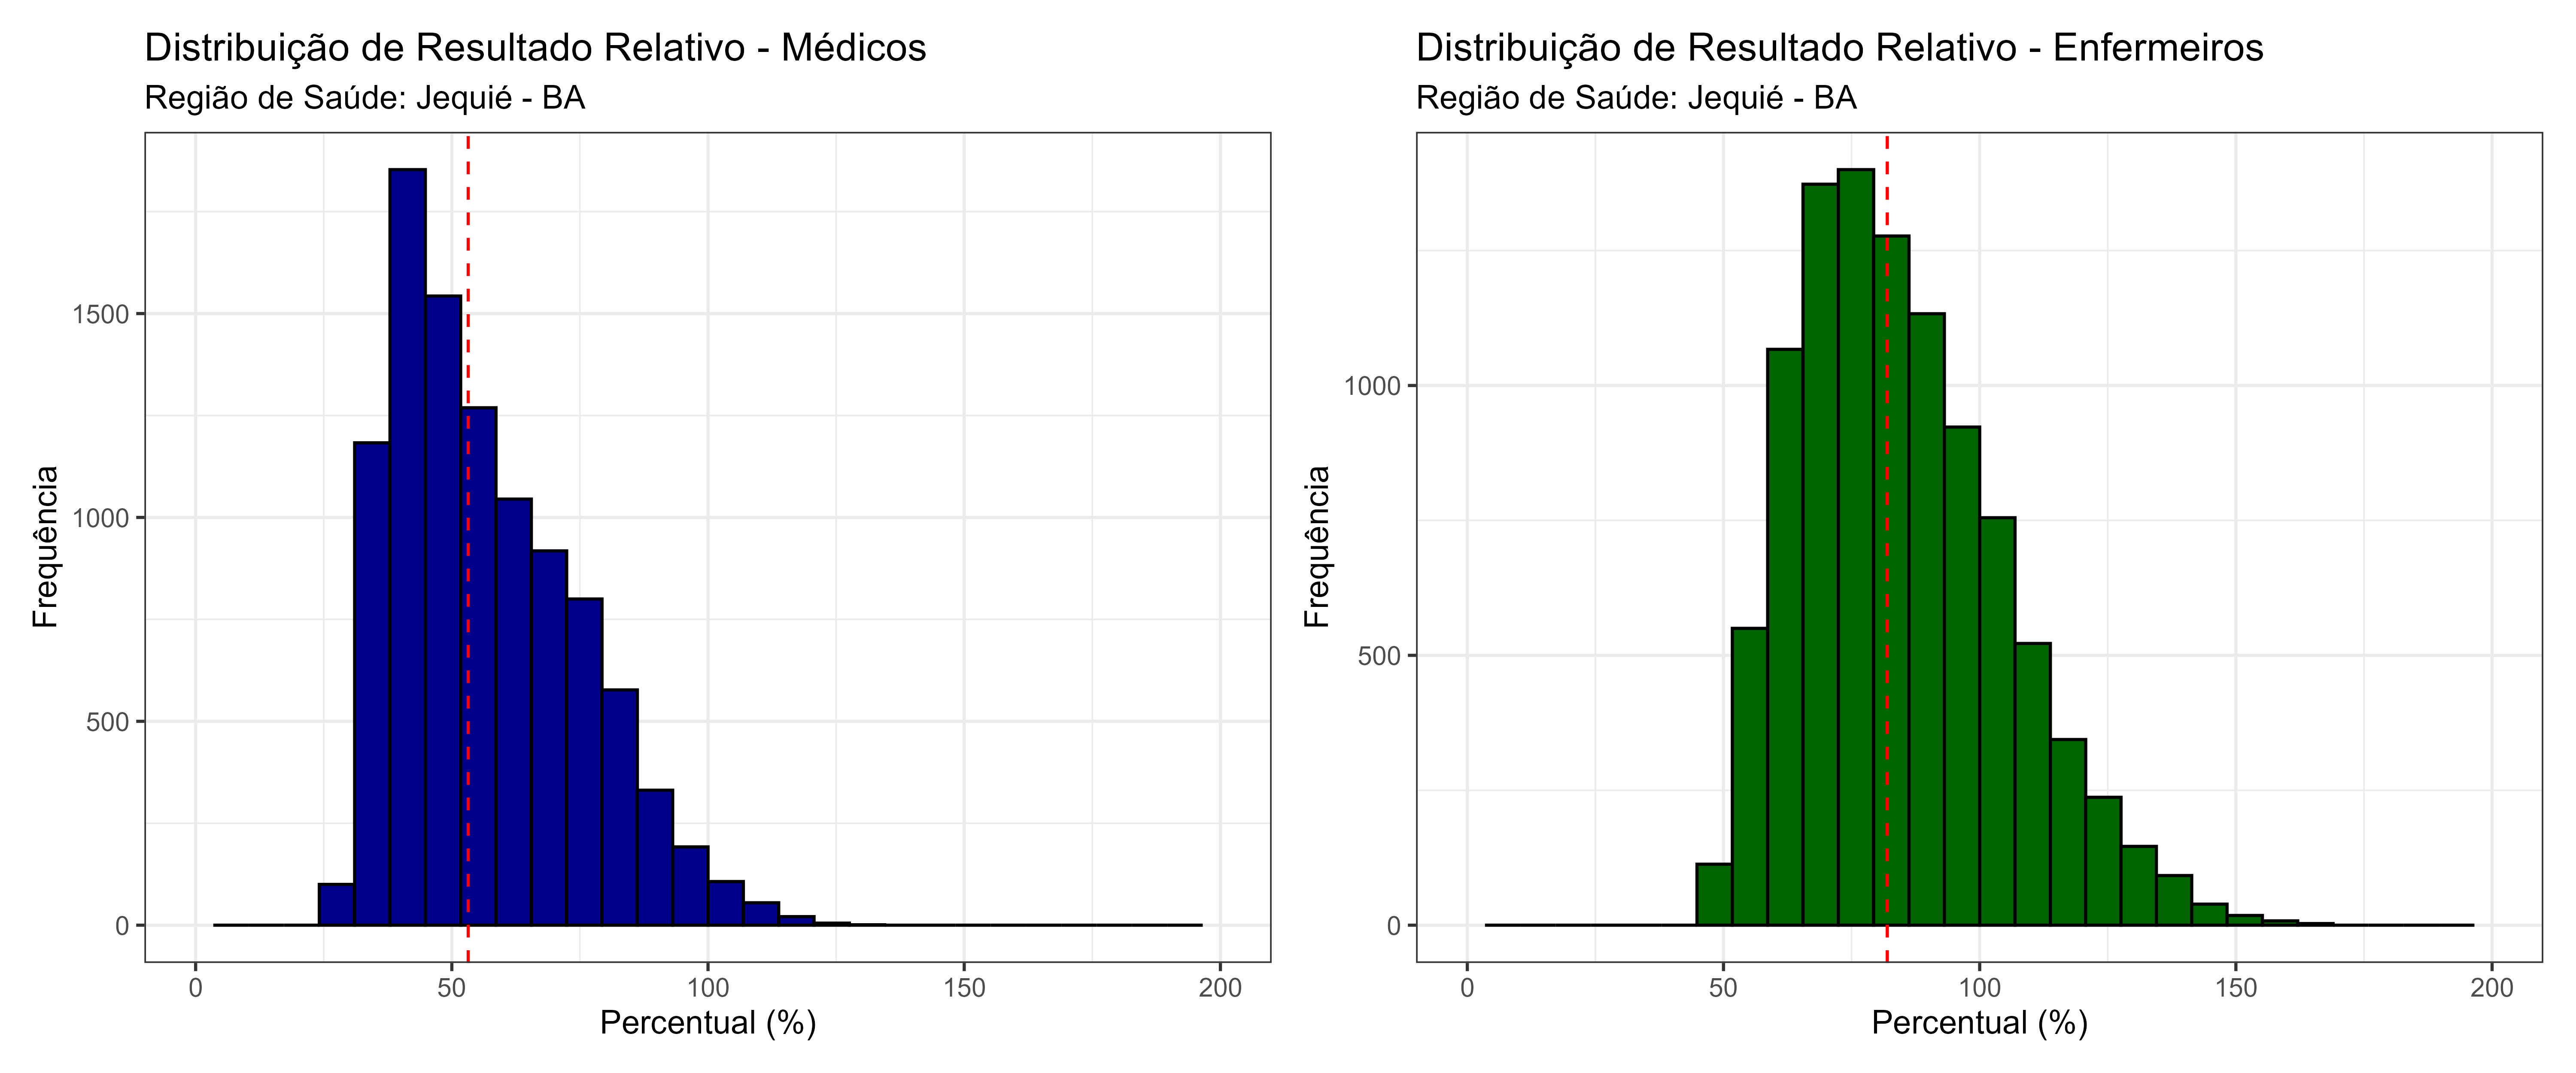 Distribuição de Resultado Relativo - Médicos
Região de Saúde: Jequié - BA
Frequência
1500
1000
500
0
0 50 100 150 200
Percentual (%)
Distribuição de Resultado Relativo - Enfermeiros
Região de Saúde: Jequié - BA
Frequência
1000
500
0
0 50 100 150 200
Percentual (%)